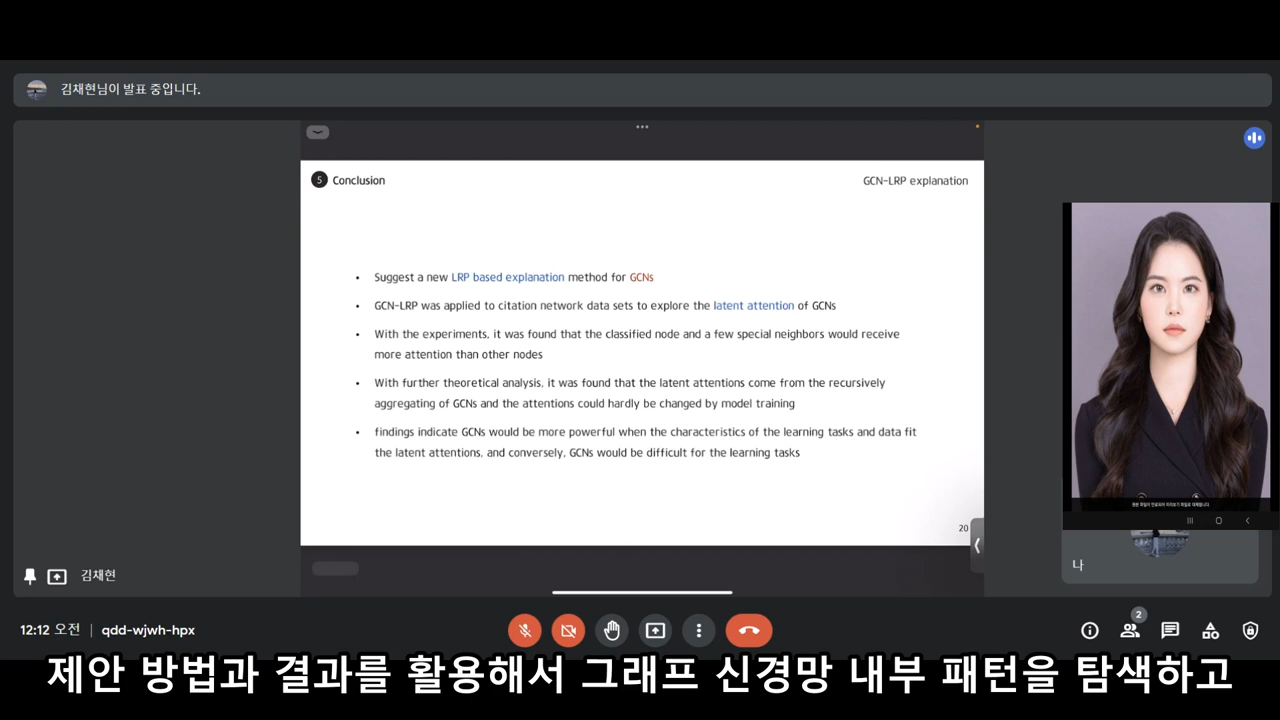 김채현님이 발표 중입니다.
5 Conclusion
GCN-LRP explanation
• Suggest a new LRP based explanation method for GCNs
• GCN-LRP was applied to citation network data sets to explore the latent attention of GCNs
• With the experiments, it was found that the classified node and a few special neighbors would receive
more attention than other nodes
• With further theoretical analysis, it was found that the latent attentions come from the recursively
aggregating of GCNs and the attentions could hardly be changed by model training
• findings indicate GCNs would be more powerful when the characteristics of the learning tasks and data fit
the latent attentions, and conversely, GCNs would be difficult for the learning tasks
20
김채현
나
12:12 오전 | qdd-wjwh-hpx
2
제안 방법과 결과를 활용해서 그래프 신경망 내부 패턴을 탐색하고